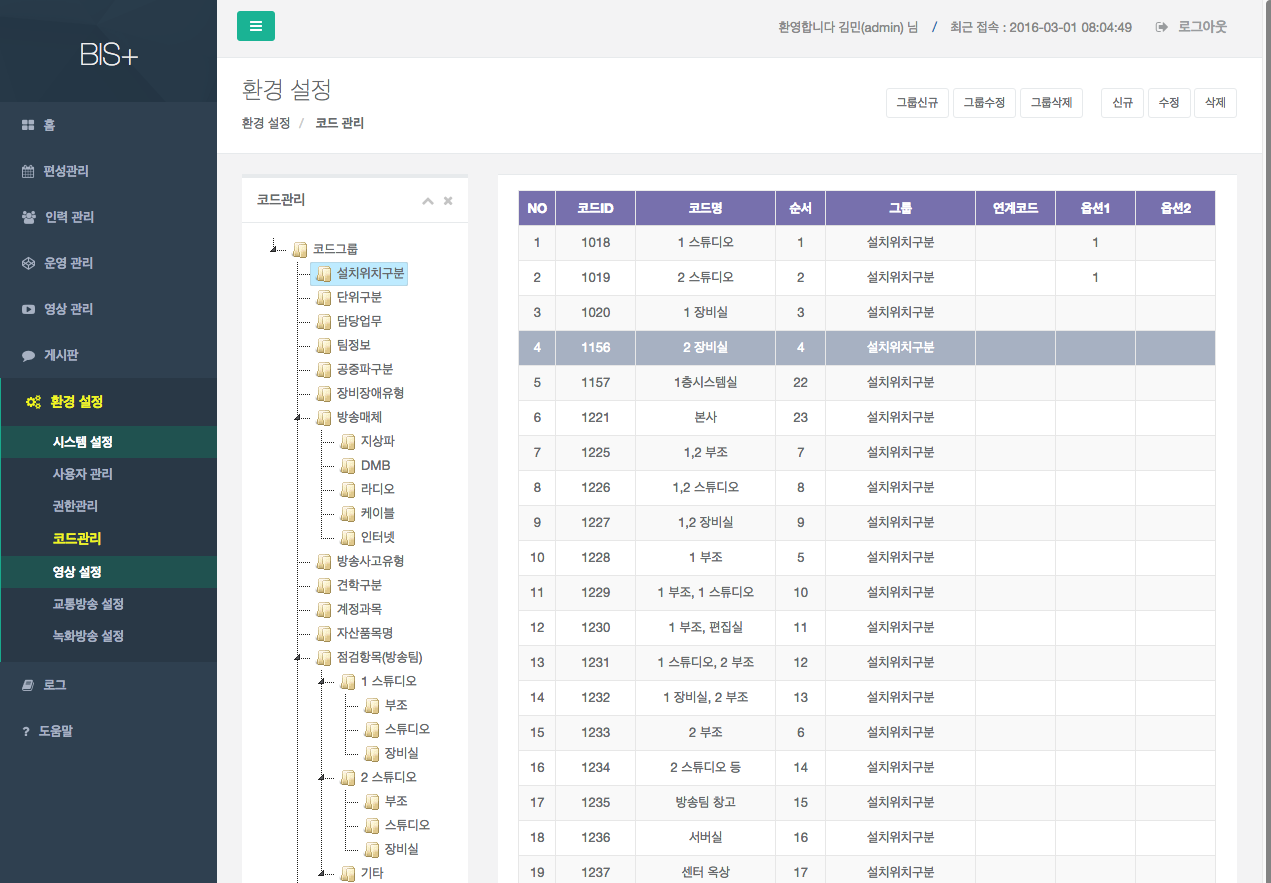 BIS+
홈
편성관리
인력 관리
운영 관리
영상 관리
게시판
환경 설정
시스템 설정
사용자 관리
권한관리
코드관리
영상 설정
교통방송 설정
녹화방송 설정
로그
? 도움말
환영합니다 김민(admin) 님 / 최근 접속 : 2016-03-01 08:04:49 로그아웃
환경 설정
환경 설정 / 코드 관리
그룹신규 그룹수정 그룹삭제 신규 수정 삭제
코드관리
코드그룹
설치위치구분
단위구분
담당업무
팀정보
공중파구분
장비장애유형
방송매체
지상파
DMB
라디오
케이블
인터넷
방송사고유형
견학구분
계정과목
자산품목명
점검항목(방송팀)
1 스튜디오
부조
스튜디오
장비실
2 스튜디오
부조
스튜디오
장비실
기타
NO 코드ID 코드명 순서 그룹 연계코드 옵션1 옵션2
1 1018 1 스튜디오 1 설치위치구분 1
2 1019 2 스튜디오 2 설치위치구분 1
3 1020 1 장비실 3 설치위치구분
4 1156 2 장비실 4 설치위치구분
5 1157 1층시스템실 22 설치위치구분
6 1221 본사 23 설치위치구분
7 1225 1,2 부조 7 설치위치구분
8 1226 1,2 스튜디오 8 설치위치구분
9 1227 1,2 장비실 9 설치위치구분
10 1228 1 부조 5 설치위치구분
11 1229 1 부조, 1 스튜디오 10 설치위치구분
12 1230 1 부조, 편집실 11 설치위치구분
13 1231 1 스튜디오, 2 부조 12 설치위치구분
14 1232 1 장비실, 2 부조 13 설치위치구분
15 1233 2 부조 6 설치위치구분
16 1234 2 스튜디오 등 14 설치위치구분
17 1235 방송팀 창고 15 설치위치구분
18 1236 서버실 16 설치위치구분
19 1237 센터 옥상 17 설치위치구분